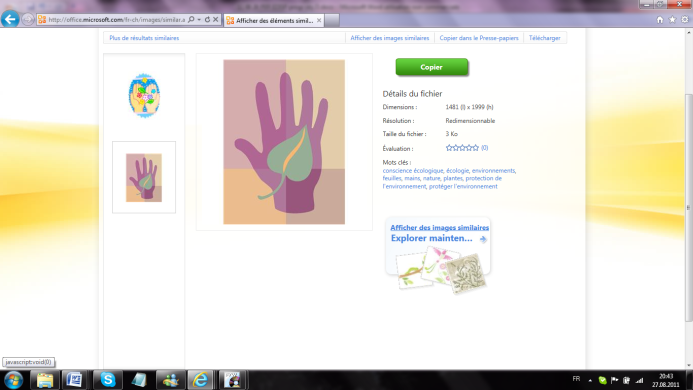 http://office.microsoft.com/fr-ch/images/similar.a
Afficher des éléments simil...
Plus de résultats similaires
Afficher des images similaires
Copier dans le Presse-papiers
Télécharger
Copier
Détails du fichier
Dimensions :
1481 (l) x 1999 (h)
Résolution :
Redimensionnable
Taille du fichier :
3 Ko
Évaluation :
(0)
Mots clés :
conscience écologique, écologie, environnements,
feuilles, mains, nature, plantes, protection de
l'environnement, protéger l'environnement
Afficher des images similaires
Explorer mainten...
javascript:void(0)
FR
20:43
27.08.2011